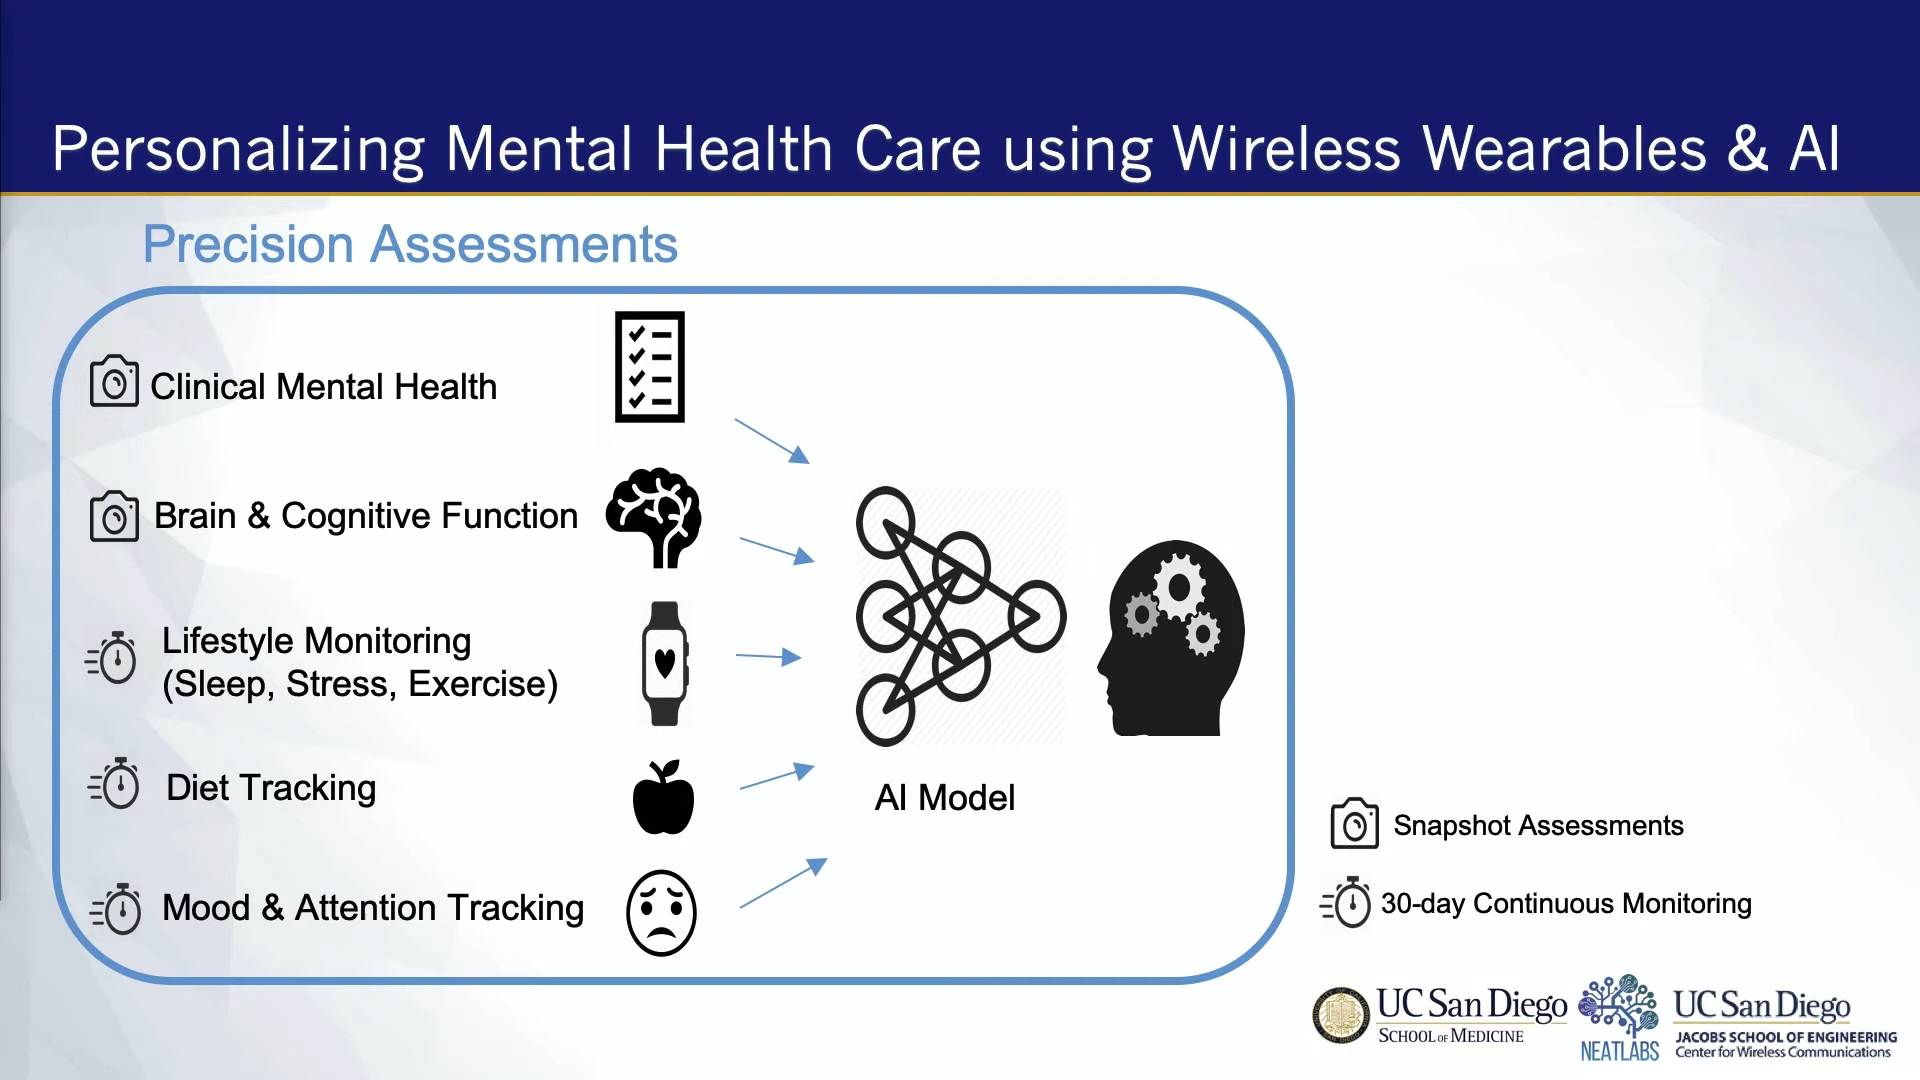 Personalizing Mental Health Care using Wireless Wearables & AI
Precision Assessments
Clinical Mental Health
Brain & Cognitive Function
Lifestyle Monitoring
(Sleep, Stress, Exercise)
Diet Tracking
Mood & Attention Tracking
AI Model
Snapshot Assessments
30-day Continuous Monitoring
UC San Diego
SCHOOL OF MEDICINE
NEATLABS
UC San Diego
JACOBS SCHOOL OF ENGINEERING
Center for Wireless Communications